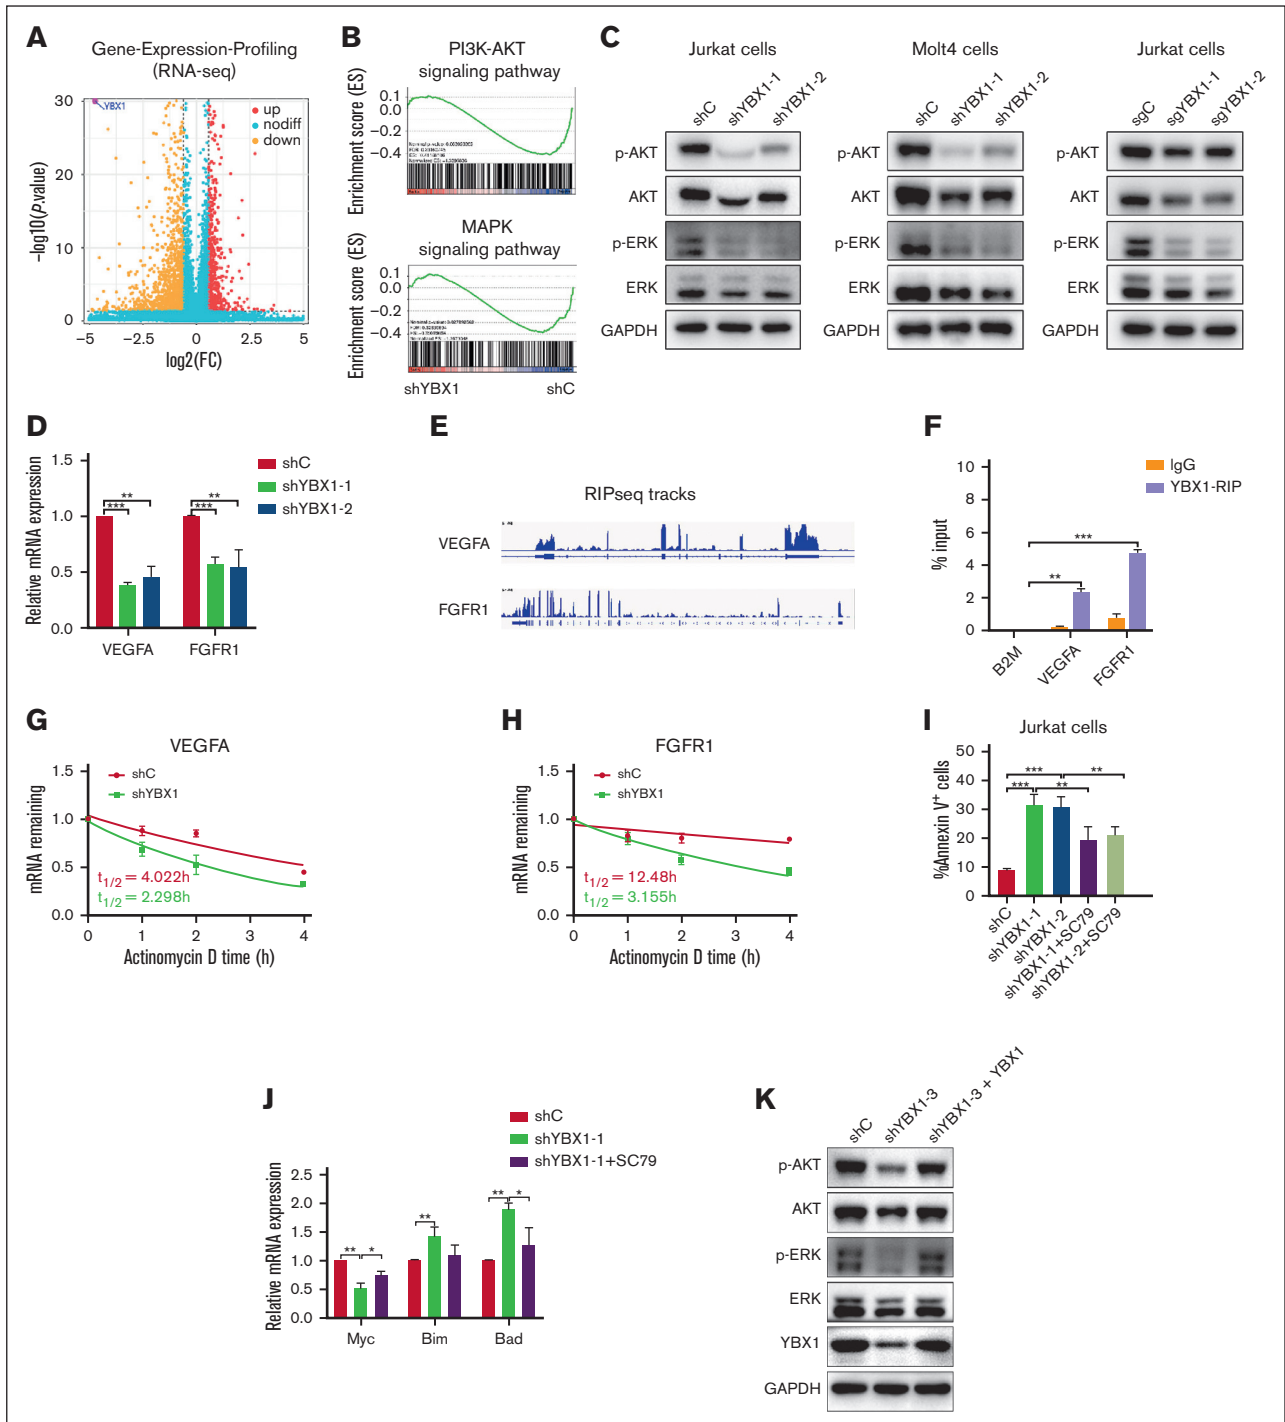 A
Gene-Expression-Profiling
(RNA-seq)
YBX1
up
nodiff
down
30
20
10
0
-log10(P.value)
−5
−2.5
0
2.5
5
log2(FC)
B
PI3K-AKT
signaling pathway
Enrichment score (ES)
0.1
0.0
−0.2
−0.4
MAPK
signaling pathway
Enrichment score (ES)
0.1
0.0
−0.2
−0.4
shYBX1
shC
C
Jurkat cells
Molt4 cells
Jurkat cells
shC
shYBX1-1
shYBX1-2
shC
shYBX1-1
shYBX1-2
sgC
sgYBX1-1
sgYBX1-2
p-AKT
AKT
p-ERK
ERK
GAPDH
p-AKT
AKT
p-ERK
ERK
GAPDH
p-AKT
AKT
p-ERK
ERK
GAPDH
D
Relative mRNA expression
1.5
1.0
0.5
0.0
**
***
**
***
VEGFA
FGFR1
shC
shYBX1-1
shYBX1-2
E
RIPseq tracks
VEGFA
FGFR1
F
IgG
YBX1-RIP
% input
10
8
6
4
2
0
***
**
B2M
VEGFA
FGFR1
G
VEGFA
mRNA remaining
1.5
1.0
0.5
0.0
shC
shYBX1
t1/2 = 4.022h
t1/2 = 2.298h
0
1
2
3
4
Actinomycin D time (h)
H
FGFR1
mRNA remaining
1.5
1.0
0.5
0.0
shC
shYBX1
t1/2 = 12.48h
t1/2 = 3.155h
0
1
2
3
4
Actinomycin D time (h)
I
Jurkat cells
%Annexin V+ cells
50
40
30
20
10
0
***
**
***
**
shC
shYBX1-1
shYBX1-2
shYBX1-1+SC79
shYBX1-2+SC79
J
shC
shYBX1-1
shYBX1-1+SC79
Relative mRNA expression
2.5
2.0
1.5
1.0
0.5
0.0
**
*
**
**
*
Myc
Bim
Bad
K
shC
shYBX1-3
shYBX1-3 + YBX1
p-AKT
AKT
p-ERK
ERK
YBX1
GAPDH